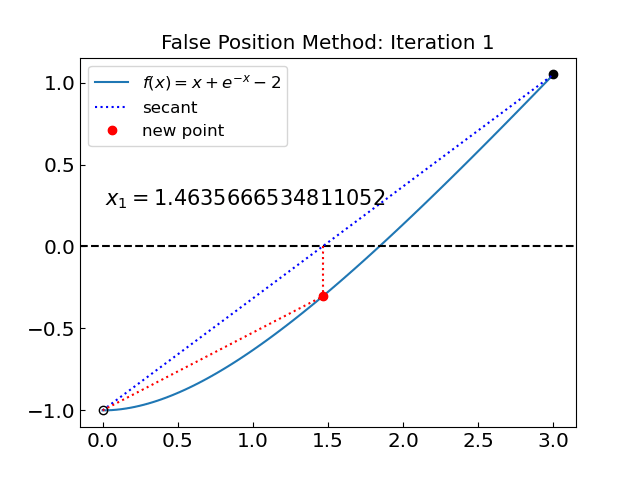 False Position Method: Iteration 1
f(x) = x + e^{-x} − 2
secant
new point
x₁ = 1.4635666534811052
1.0
0.5
0.0
−0.5
−1.0
0.0 0.5 1.0 1.5 2.0 2.5 3.0